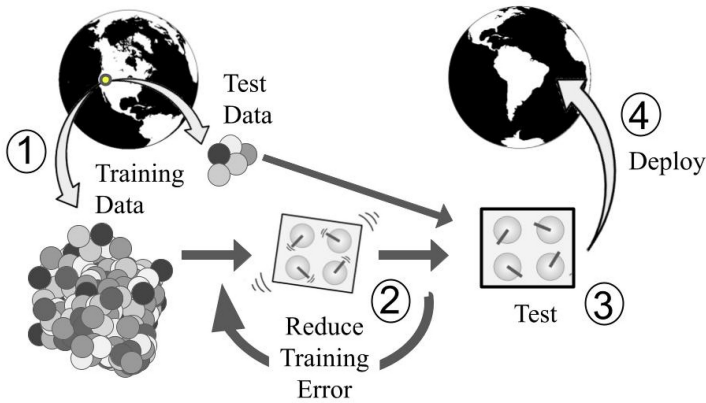 1
Test
Data
Training
Data
2
Reduce
Training
Error
Test
3
4
Deploy